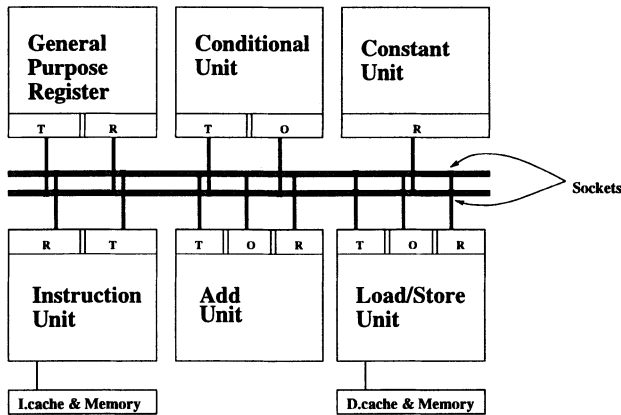 General
Purpose
Register
T R
Conditional
Unit
T O
Constant
Unit
R
Sockets
R T
Instruction
Unit
T O R
Add
Unit
T O R
Load/Store
Unit
I.cache & Memory
D.cache & Memory